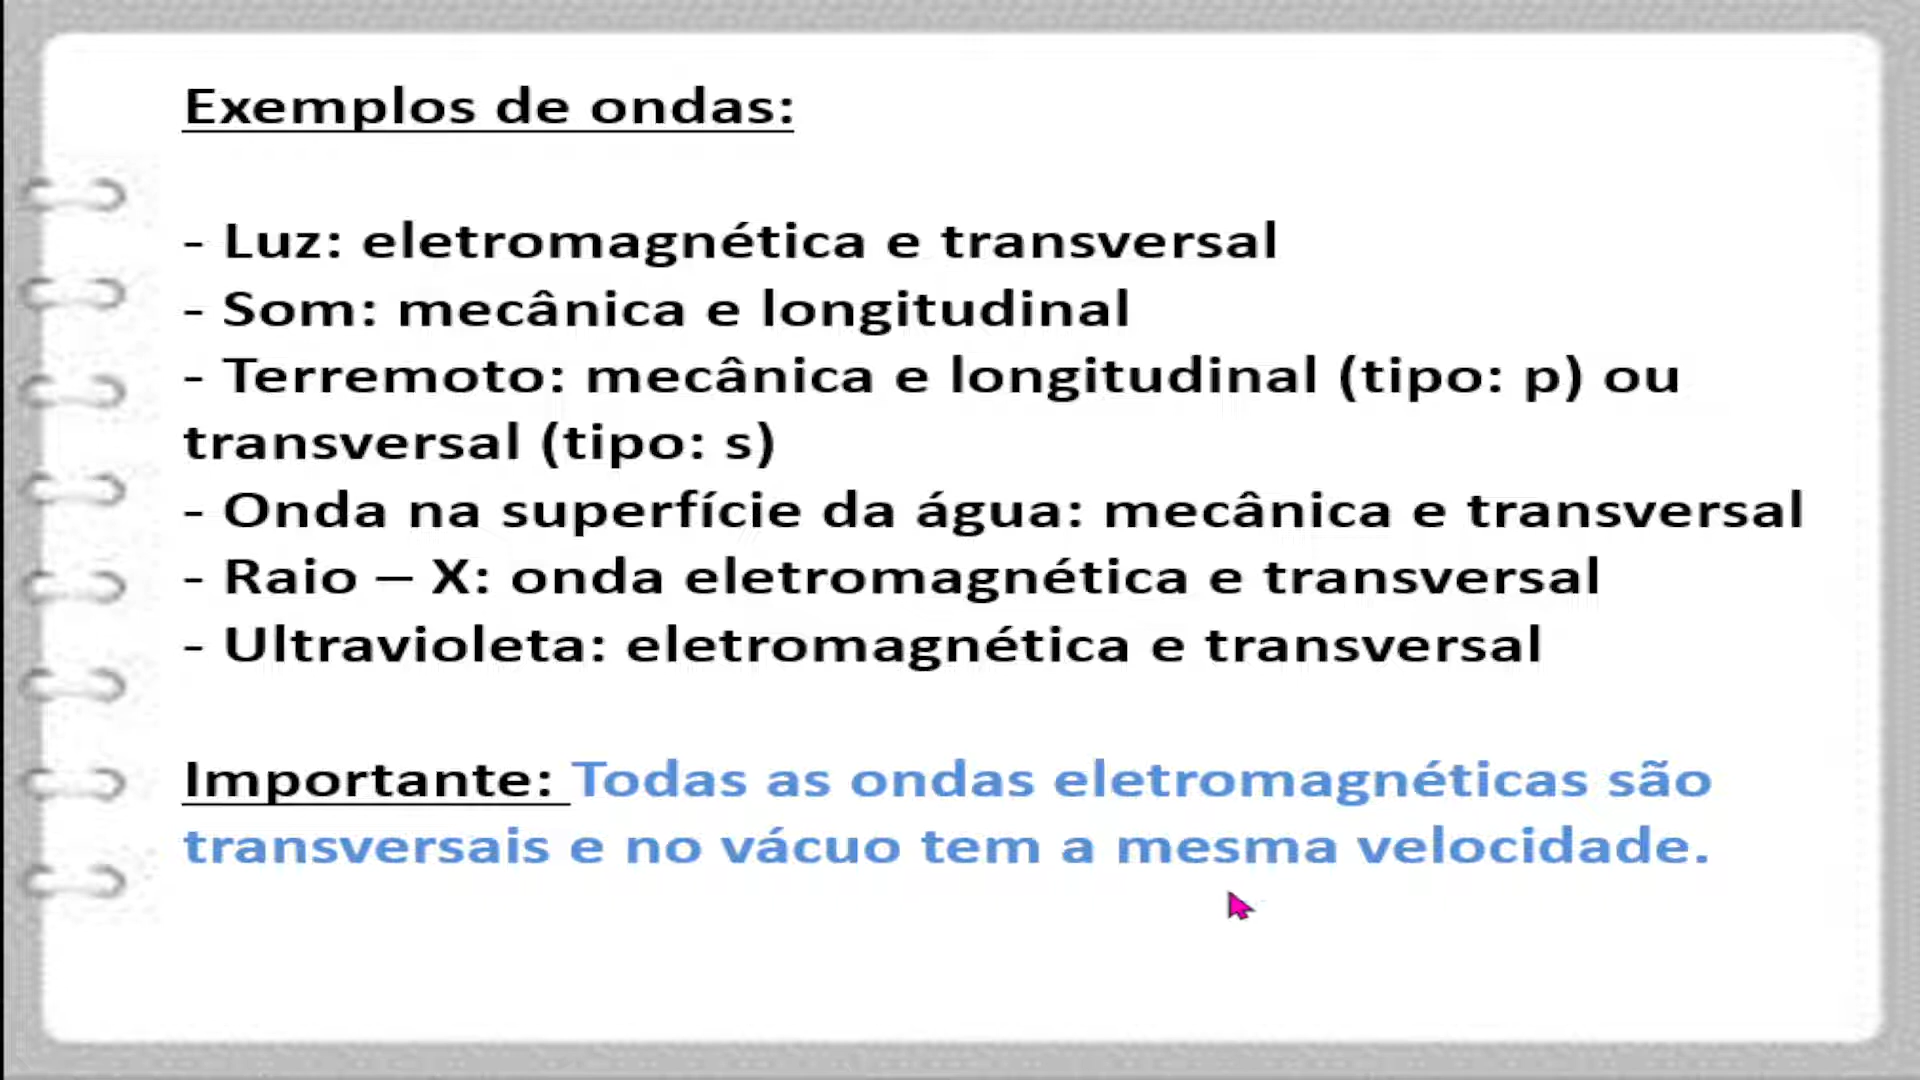 Exemplos de ondas:
- Luz: eletromagnética e transversal
- Som: mecânica e longitudinal
- Terremoto: mecânica e longitudinal (tipo: p) ou
transversal (tipo: s)
- Onda na superfície da água: mecânica e transversal
- Raio – X: onda eletromagnética e transversal
- Ultravioleta: eletromagnética e transversal
Importante: Todas as ondas eletromagnéticas são
transversais e no vácuo tem a mesma velocidade.